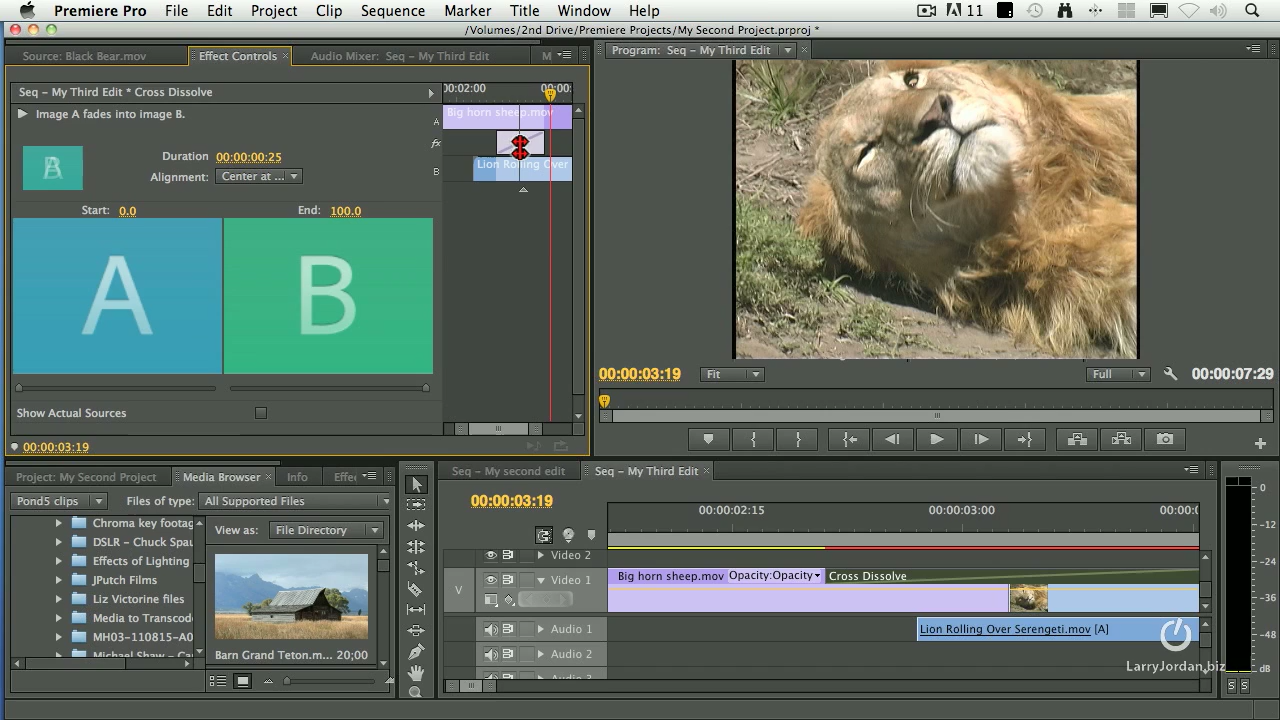 Premiere Pro File Edit Project Clip Sequence Marker Title Window Help 11
/Volumes/2nd Drive/Premiere Projects/My Second Project.prproj *
Source: Black Bear.mov Effect Controls × Audio Mixer: Seq - My Third Edit M
Program: Seq - My Third Edit ×
Seq - My Third Edit * Cross Dissolve
00:02:00 00:00:
Image A fades into image B.
A
Big horn sheep.mov
fx
B
Lion Rolling Over
B
Duration 00:00:00:25
Alignment: Center at ...
Start: 0.0 End: 100.0
A B
Show Actual Sources
00:00:03:19
00:00:03:19 Fit Full 00:00:07:29
Project: My Second Project Media Browser × Info Effe
Pond5 clips Files of type: All Supported Files
View as: File Directory
Chroma key footag
DSLR - Chuck Spau
Effects of Lighting
JPutch Films
Liz Victorine files
Media to Transcod
MH03-110815-A0
Michael Shaw - Ca
Barn Grand Teton.m... 20;00
Seq - My second edit Seq - My Third Edit ×
00:00:03:19
00:00:02:15 00:00:03:00 00:00:0
Video 2
V Video 1
Big horn sheep.mov Opacity:Opacity Cross Dissolve
Audio 1
Lion Rolling Over Serengeti.mov [A]
Audio 2
0
-12
-24
-36
-48
dB
S S
LarryJordan.biz